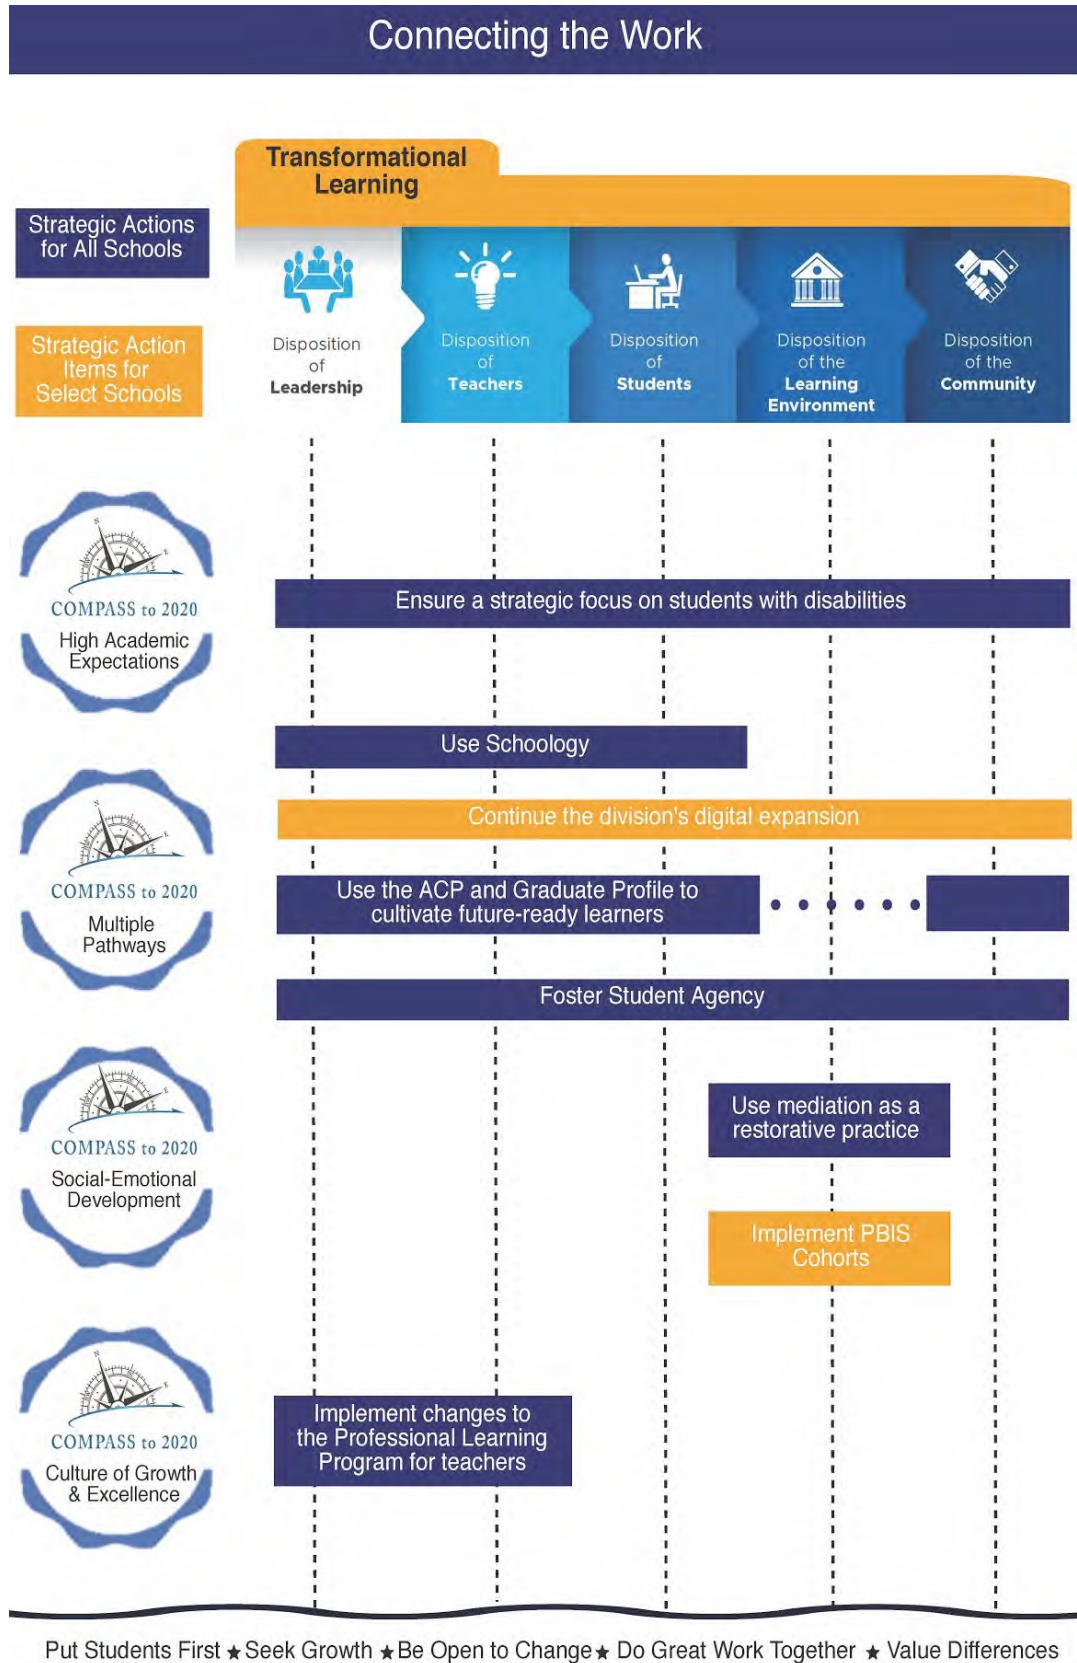 Connecting the Work
Transformational
Learning
Strategic Actions
for All Schools
Strategic Action
Items for
Select Schools
Disposition
of
Leadership
Disposition
of
Teachers
Disposition
of
Students
Disposition
of the
Learning
Environment
Disposition
of the
Community
N
E
COMPASS to 2020
High Academic
Expectations
Ensure a strategic focus on students with disabilities
Use Schoology
Continue the division's digital expansion
N
E
COMPASS to 2020
Multiple
Pathways
Use the ACP and Graduate Profile to
cultivate future-ready learners
Foster Student Agency
N
E
COMPASS to 2020
Social-Emotional
Development
Use mediation as a
restorative practice
Implement PBIS
Cohorts
N
E
COMPASS to 2020
Culture of Growth
& Excellence
Implement changes to
the Professional Learning
Program for teachers
Put Students First ★ Seek Growth ★ Be Open to Change ★ Do Great Work Together ★ Value Differences